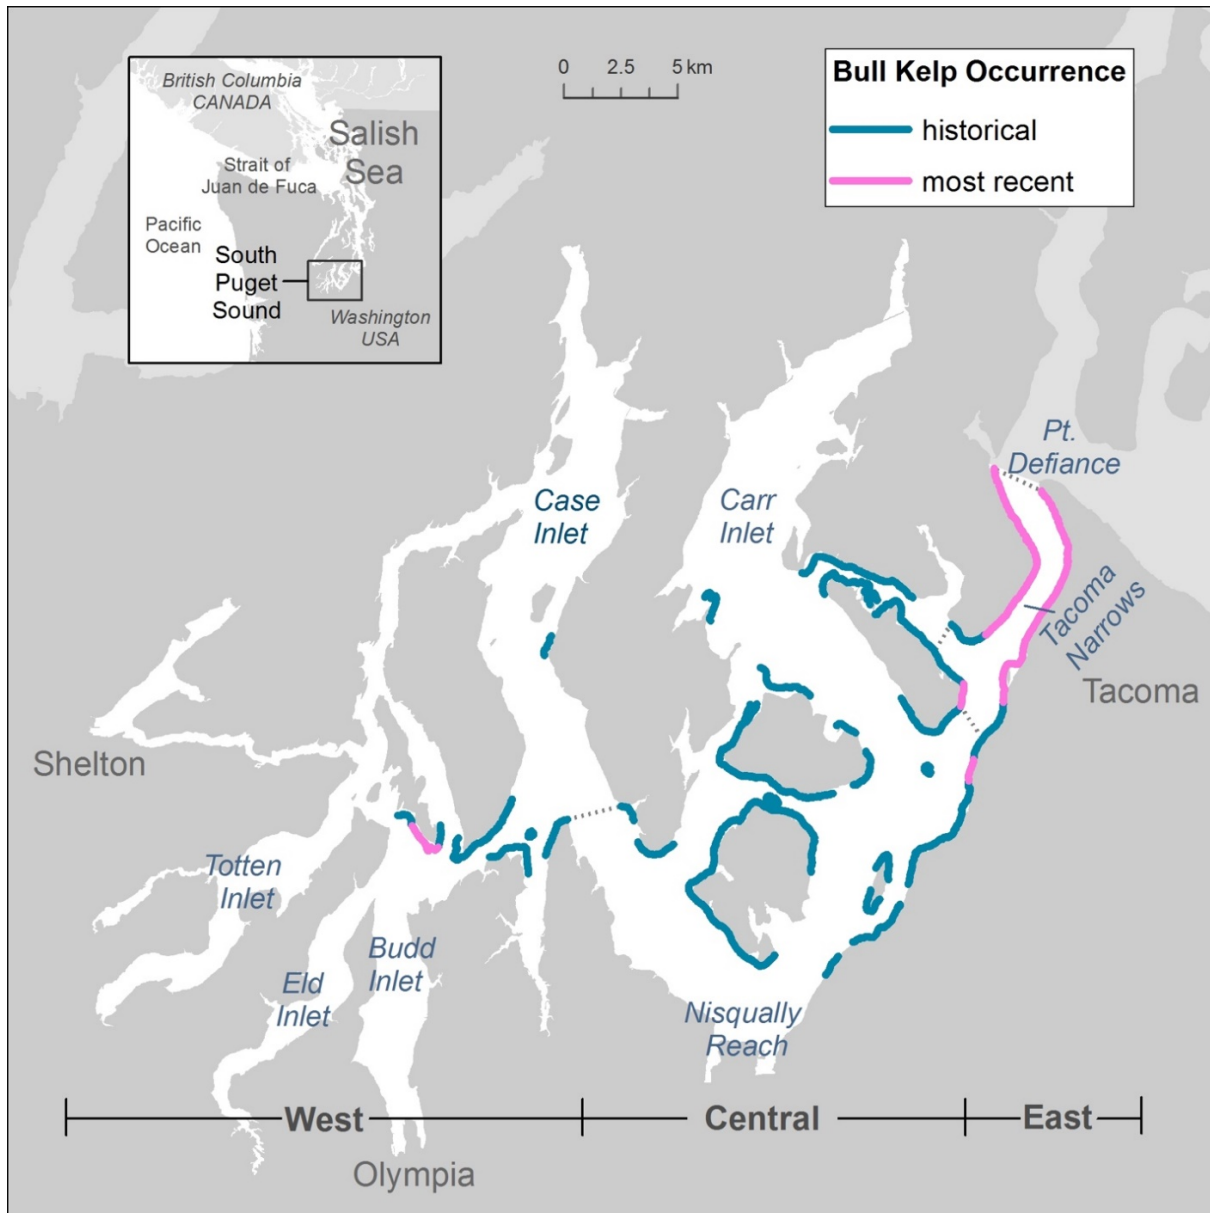 British Columbia
CANADA
Salish
Sea
Strait of
Juan de Fuca
Pacific
Ocean
South
Puget
Sound
Washington
USA
0 2.5 5 km
Bull Kelp Occurrence
historical
most recent
Pt.
Defiance
Case
Inlet
Carr
Inlet
Tacoma
Narrows
Tacoma
Shelton
Totten
Inlet
Budd
Inlet
Eld
Inlet
Nisqually
Reach
West
Central
East
Olympia